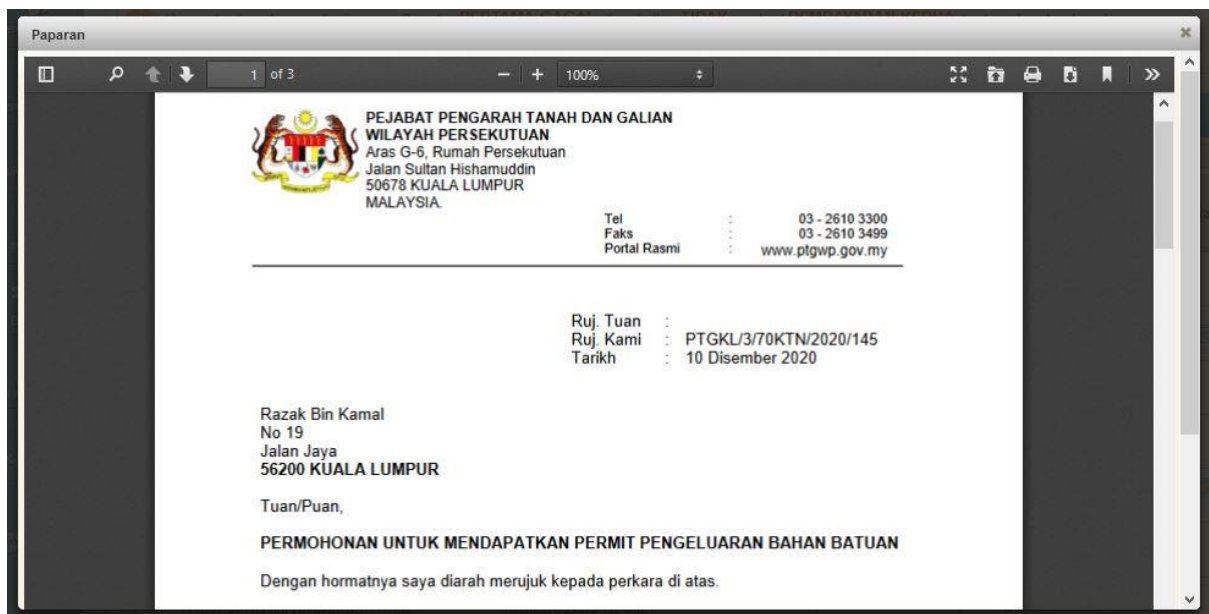 Paparan
1 of 3
100%
PEJABAT PENGARAH TANAH DAN GALIAN
WILAYAH PERSEKUTUAN
Aras G-6, Rumah Persekutuan
Jalan Sultan Hishamuddin
50678 KUALA LUMPUR
MALAYSIA.
Tel : 03 - 2610 3300
Faks : 03 - 2610 3499
Portal Rasmi : www.ptgwp.gov.my
Ruj. Tuan :
Ruj. Kami : PTGKL/3/70KTN/2020/145
Tarikh : 10 Disember 2020
Razak Bin Kamal
No 19
Jalan Jaya
56200 KUALA LUMPUR
Tuan/Puan,
PERMOHONAN UNTUK MENDAPATKAN PERMIT PENGELUARAN BAHAN BATUAN
Dengan hormatnya saya diarah merujuk kepada perkara di atas.